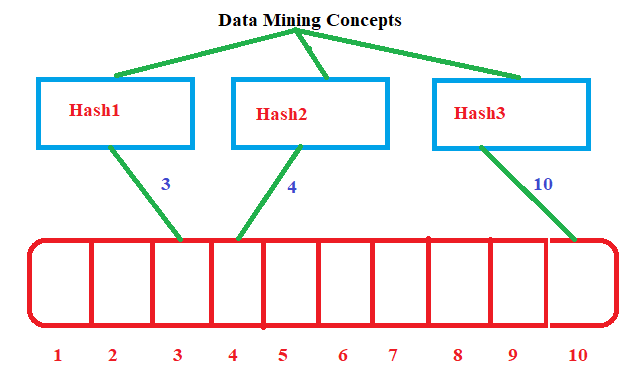 Data Mining Concepts
Hash1
Hash2
Hash3
3
4
10
1 2 3 4 5 6 7 8 9 10